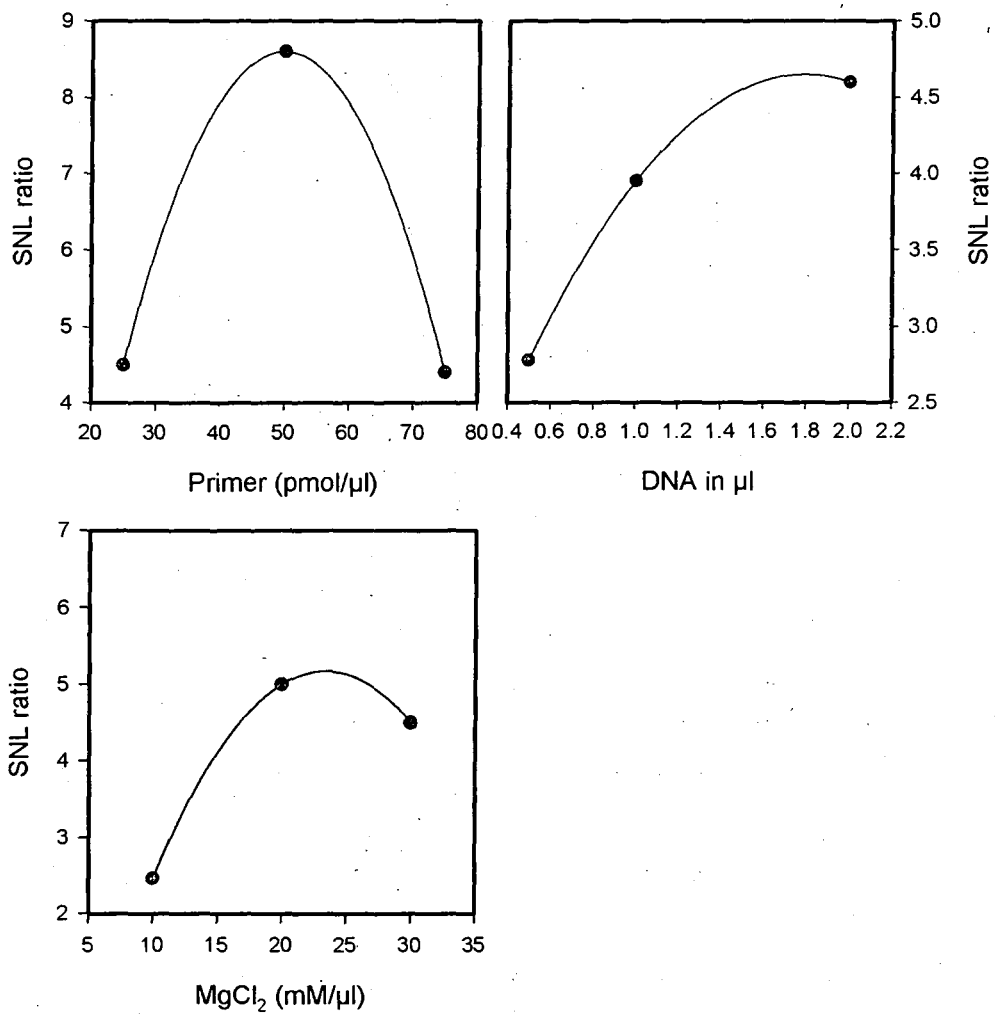 9
8
7
6
5
4
SNL ratio
20 30 40 50 60 70 80
Primer (pmol/µl)
5.0
4.5
4.0
3.5
3.0
2.5
SNL ratio
0.4 0.6 0.8 1.0 1.2 1.4 1.6 1.8 2.0 2.2
DNA in µl
7
6
5
4
3
2
SNL ratio
5 10 15 20 25 30 35
MgCl₂ (mM/µl)